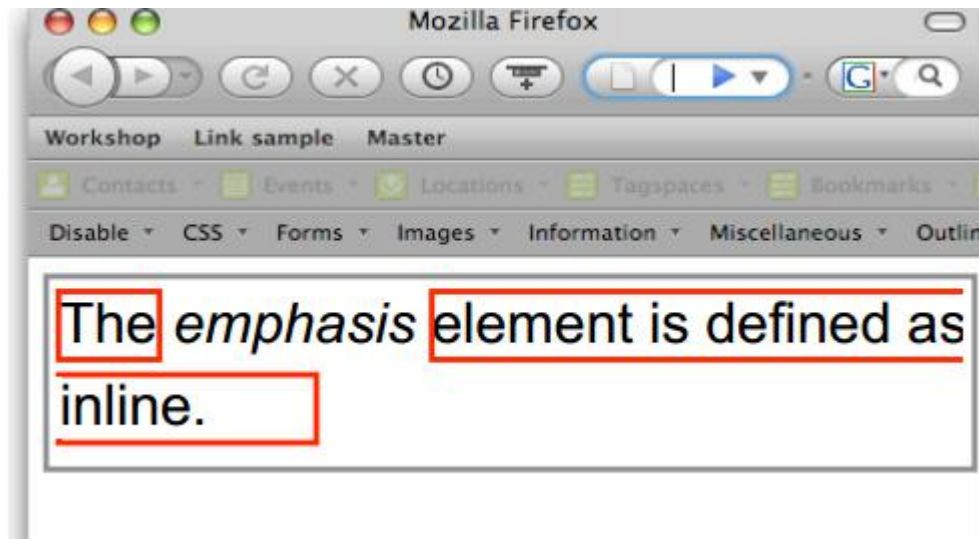 Mozilla Firefox
G
Workshop Link sample Master
Contacts Events Locations Tagspaces Bookmarks
Disable CSS Forms Images Information Miscellaneous Outlin
The emphasis element is defined as
inline.